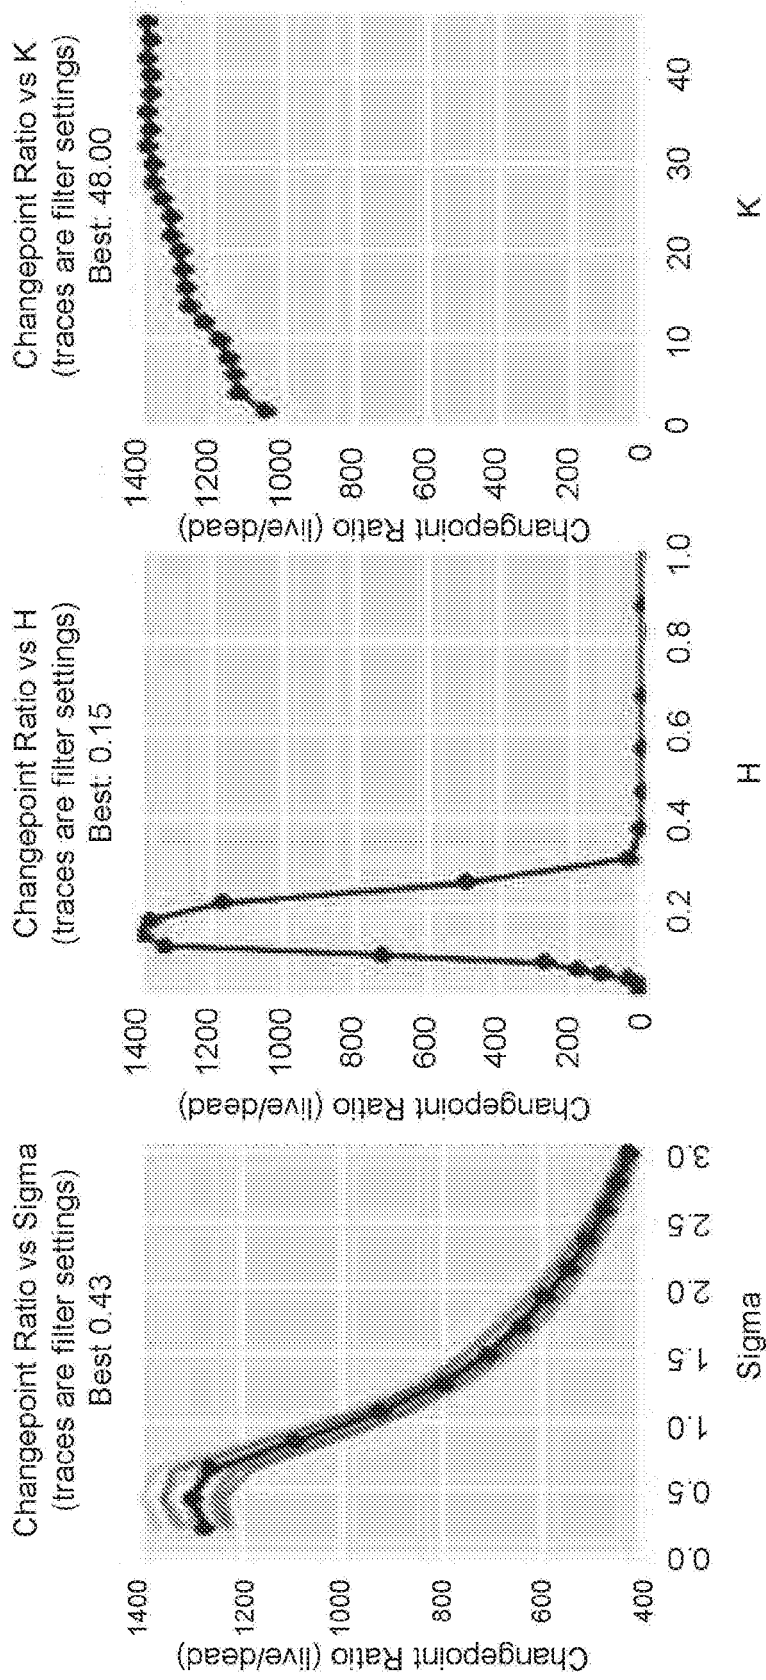 Changepoint Ratio vs Sigma
(traces are filter settings)
Best 0.43
Changepoint Ratio (live/dead)
1400
1200
1000
800
600
400
0.0
0.5
1.0
1.5
2.0
2.5
3.0
Sigma
Changepoint Ratio vs H
(traces are filter settings)
Best: 0.15
Changepoint Ratio (live/dead)
1400
1200
1000
800
600
400
200
0
0.2
0.4
0.6
0.8
1.0
H
Changepoint Ratio vs K
(traces are filter settings)
Best: 48.00
Changepoint Ratio (live/dead)
1400
1200
1000
800
600
400
200
0
0
10
20
30
40
K